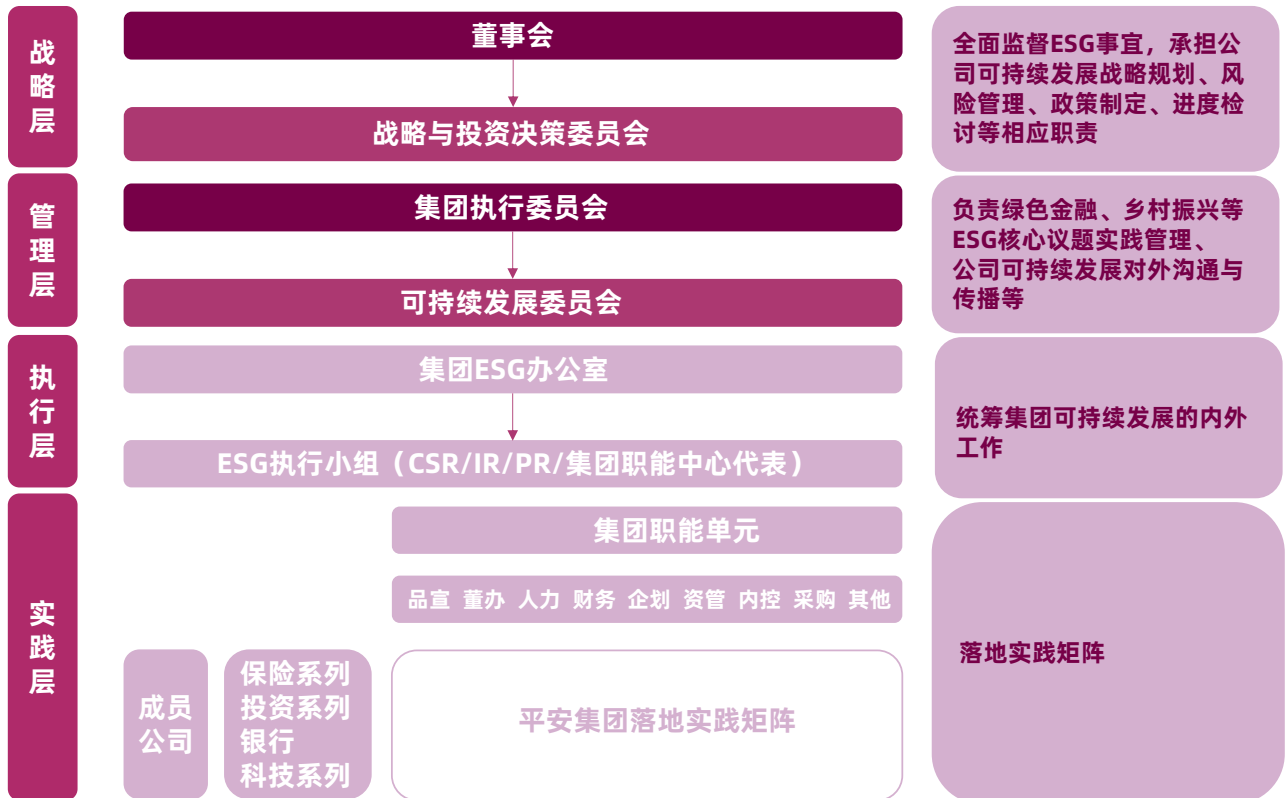 战略层
董事会
战略与投资决策委员会
全面监督ESG事宜，承担公
司可持续发展战略规划、风
险管理、政策制定、进度检
讨等相应职责
管理层
集团执行委员会
可持续发展委员会
负责绿色金融、乡村振兴等
ESG核心议题实践管理、
公司可持续发展对外沟通与
传播等
执行层
集团ESG办公室
ESG执行小组（CSR/IR/PR/集团职能中心代表）
统筹集团可持续发展的内外
工作
实践层
集团职能单元
品宣 董办 人力 财务 企划 资管 内控 采购 其他
成员
公司
保险系列
投资系列
银行
科技系列
平安集团落地实践矩阵
落地实践矩阵